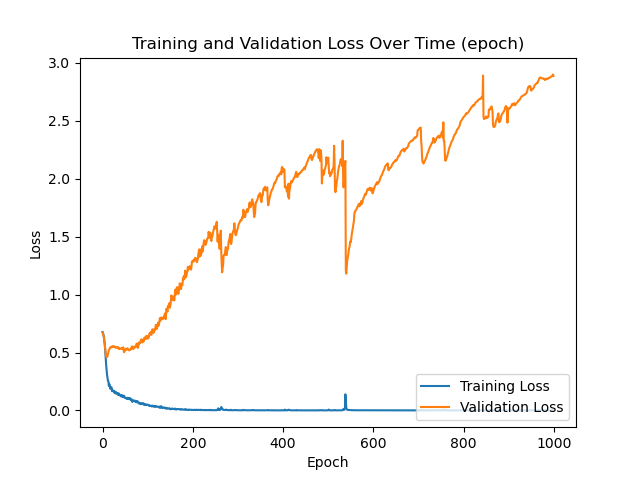 Training and Validation Loss Over Time (epoch)
3.0
2.5
2.0
1.5
1.0
0.5
0.0
Loss
Training Loss
Validation Loss
0 200 400 600 800 1000
Epoch